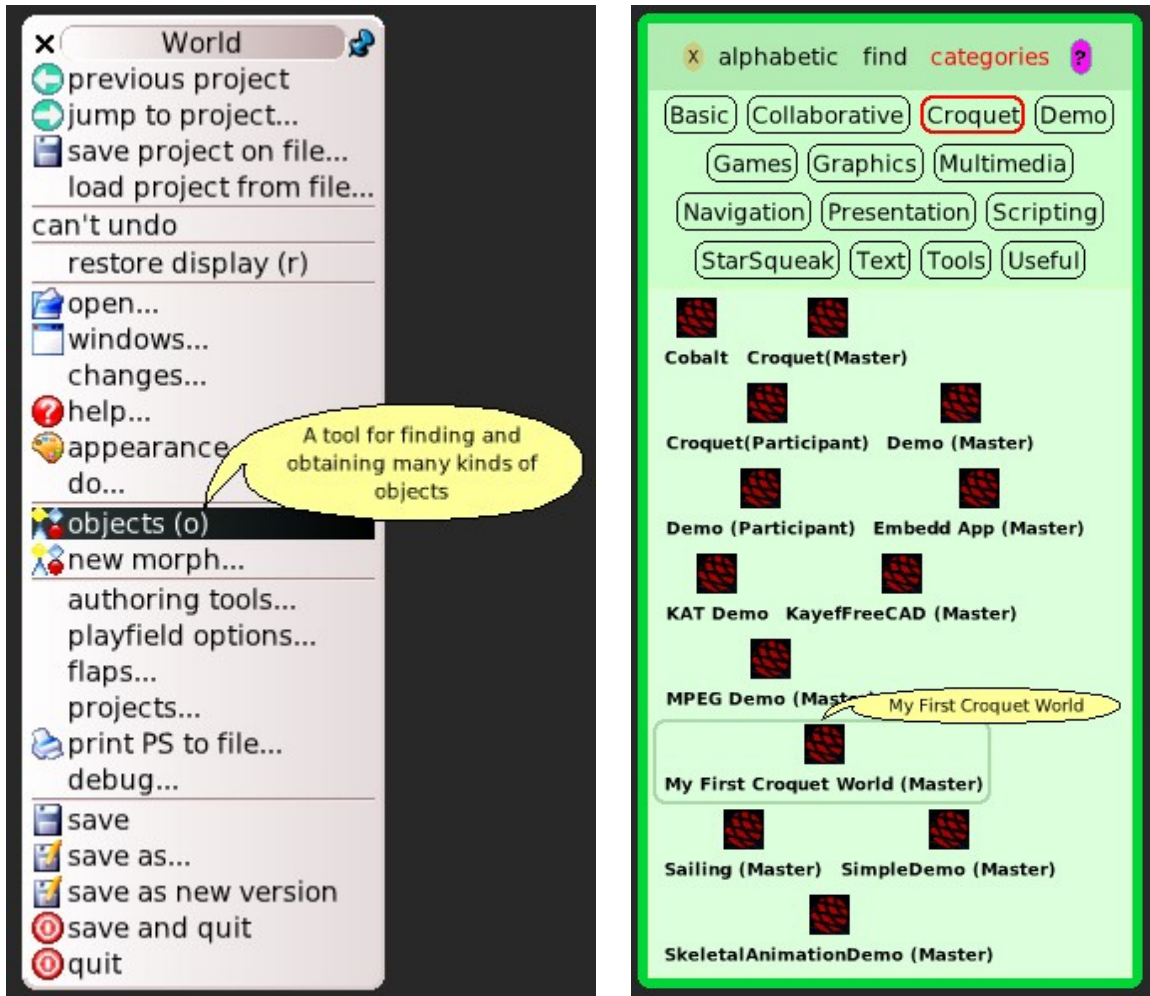 World
previous project
jump to project...
save project on file...
load project from file...
can't undo
restore display (r)
open...
windows...
changes...
help...
appearance
do...
A tool for finding and
obtaining many kinds of
objects
objects (o)
new morph...
authoring tools...
playfield options...
flaps...
projects...
print PS to file...
debug...
save
save as...
save as new version
save and quit
quit
X alphabetic find categories ?
Basic Collaborative Croquet Demo
Games Graphics Multimedia
Navigation Presentation Scripting
StarSqueak Text Tools Useful
Cobalt Croquet(Master)
Croquet(Participant) Demo (Master)
Demo (Participant) Embedd App (Master)
KAT Demo KayefFreeCAD (Master)
MPEG Demo
My First Croquet World
My First Croquet World (Master)
Sailing (Master) SimpleDemo (Master)
SkeletalAnimationDemo (Master)